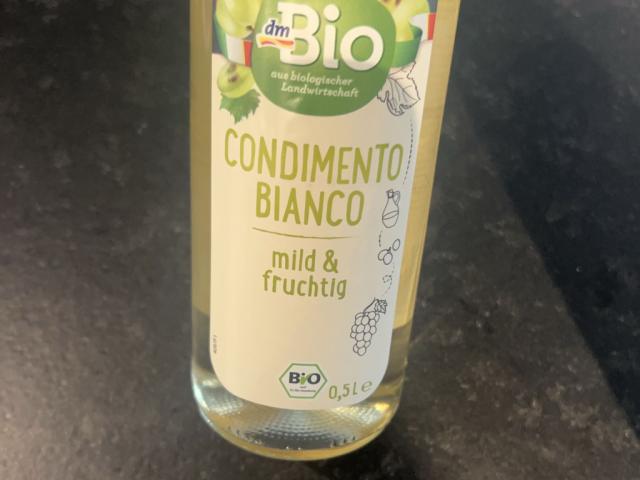 dm
Bio
aus biologischer
Landwirtschaft
CONDIMENTO
BIANCO
mild &
fruchtig
BIO
0,5 L e